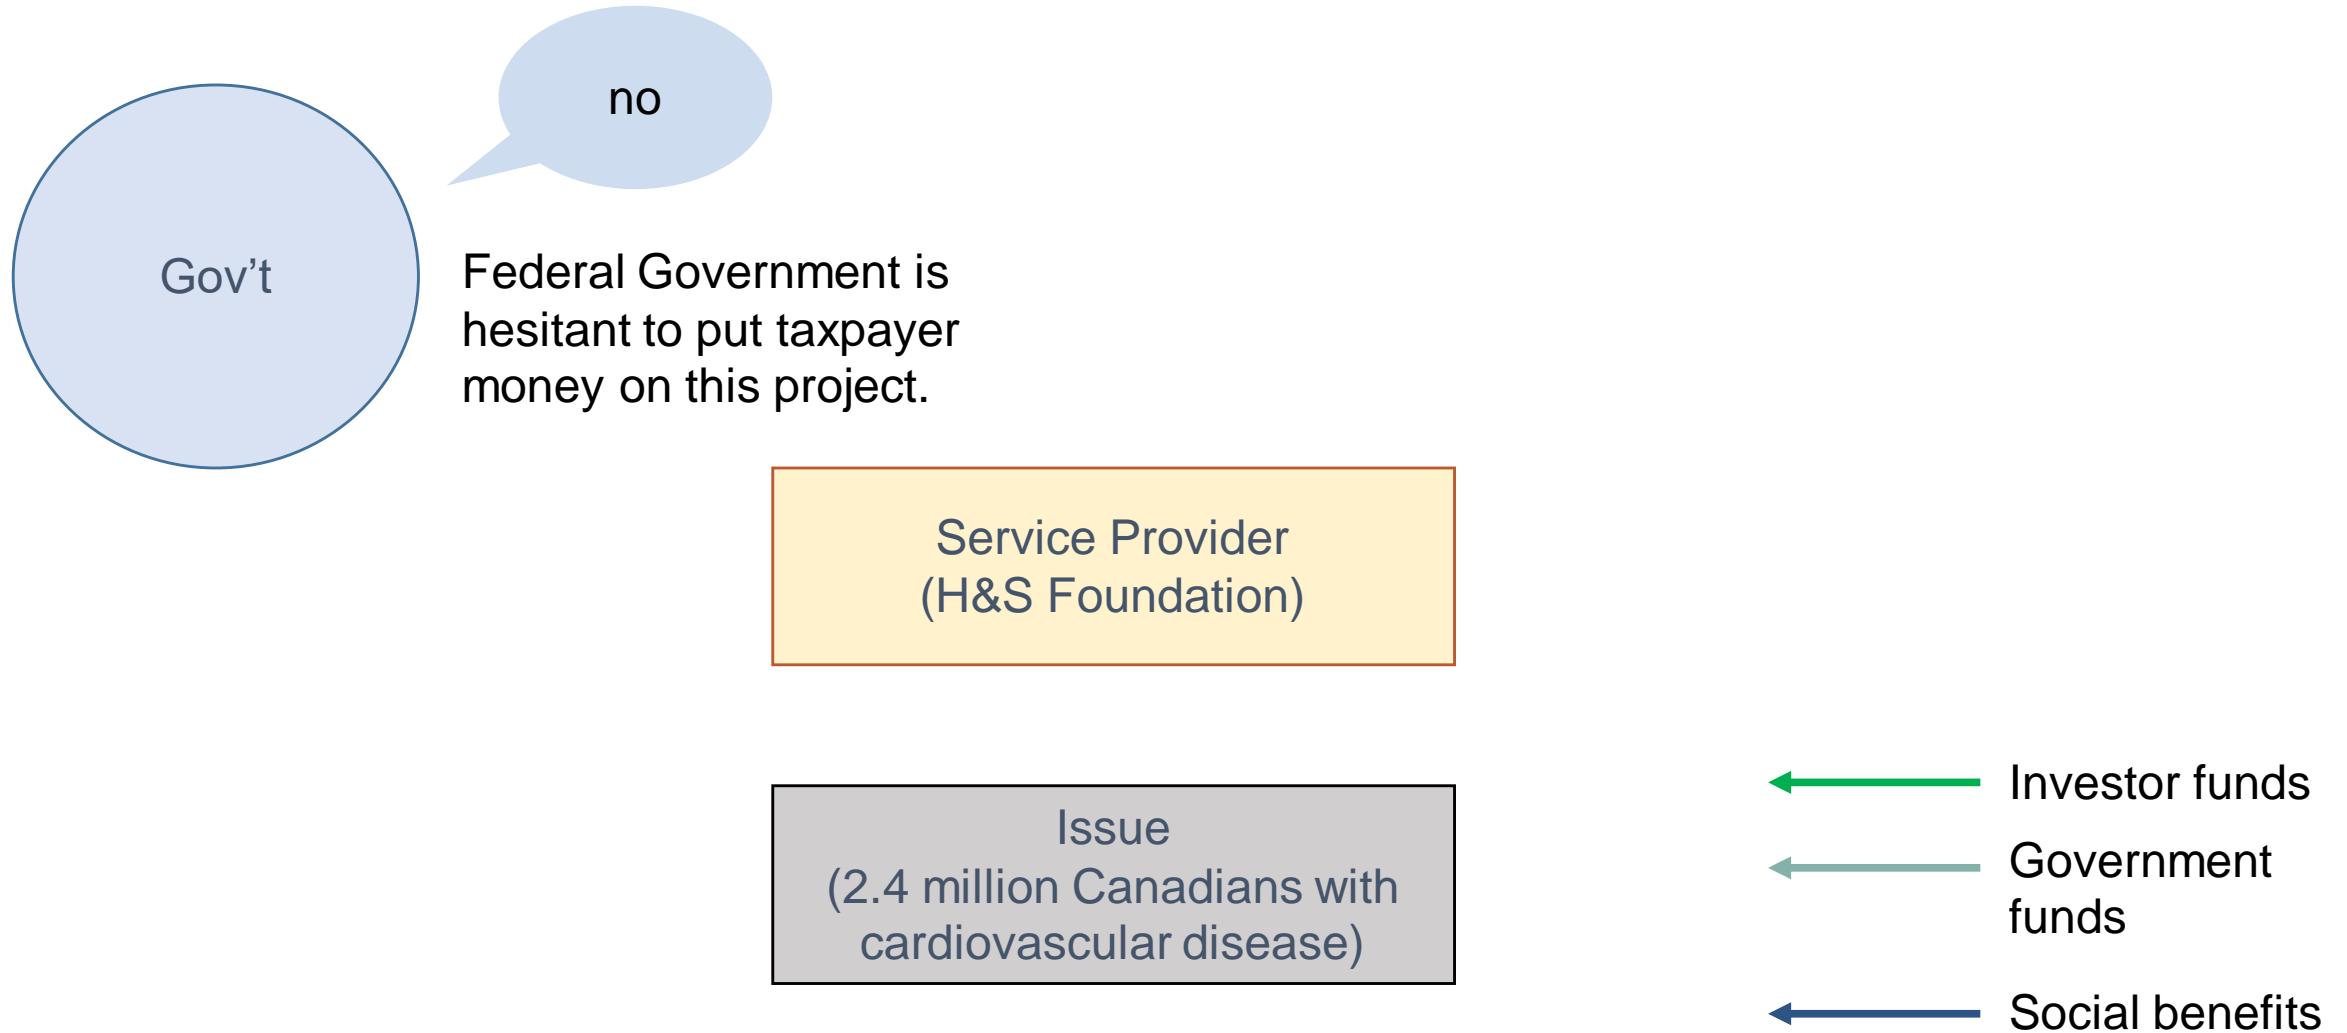 no
Gov’t
Federal Government is
hesitant to put taxpayer
money on this project.
Service Provider
(H&S Foundation)
Issue
(2.4 million Canadians with
cardiovascular disease)
Investor funds
Government
funds
Social benefits